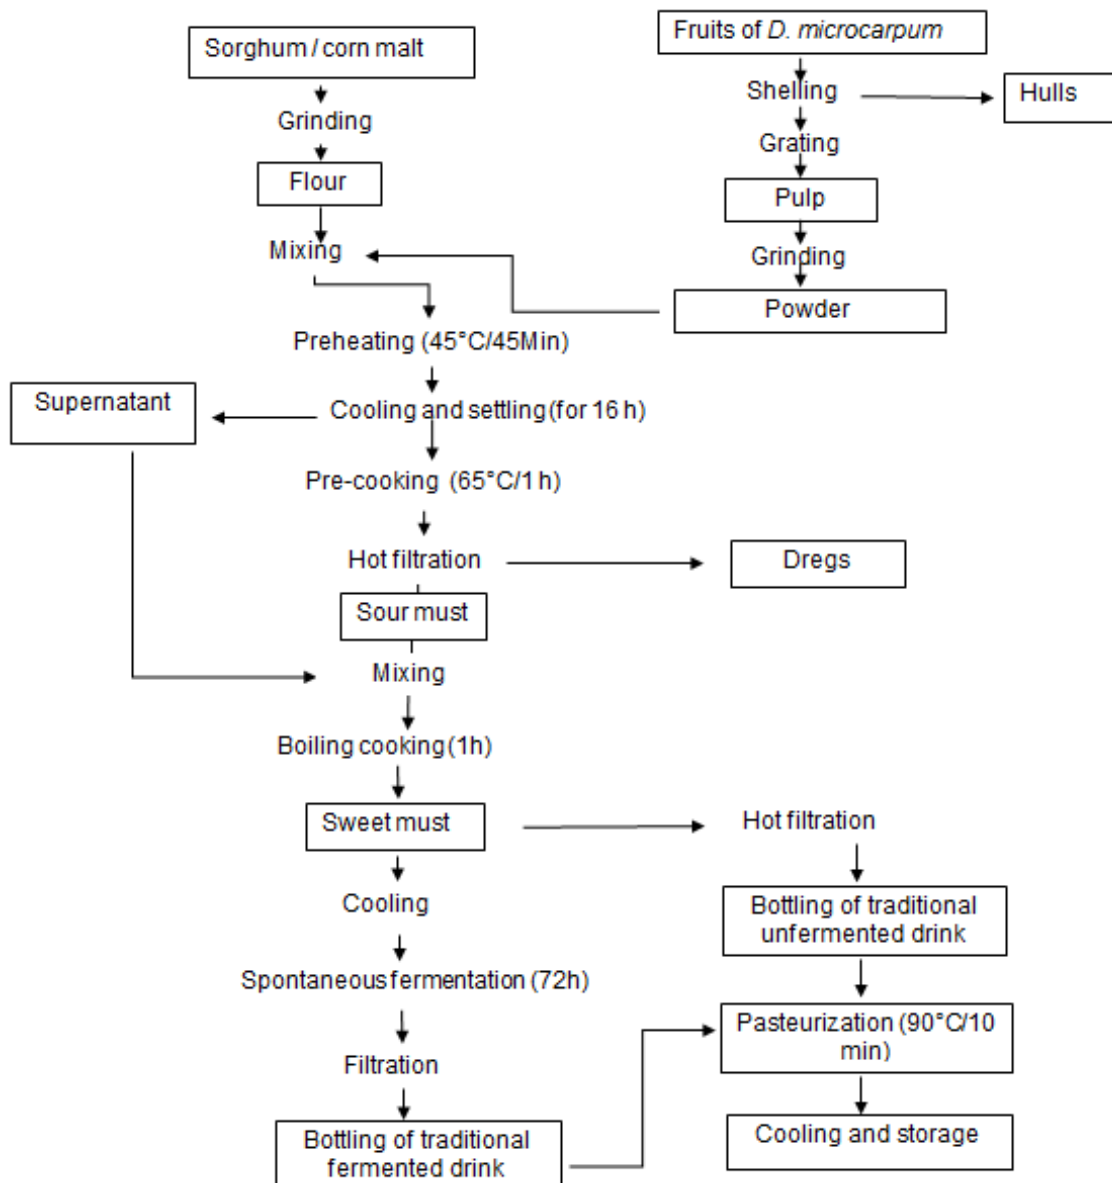 Sorghum / corn malt
Grinding
Flour
Mixing
Fruits of D. microcarpum
Shelling
Hulls
Grating
Pulp
Grinding
Powder
Preheating (45°C/45Min)
Supernatant
Cooling and settling (for 16 h)
Pre-cooking (65°C/1 h)
Hot filtration
Dregs
Sour must
Mixing
Boiling cooking (1h)
Sweet must
Hot filtration
Cooling
Bottling of traditional
unfermented drink
Spontaneous fermentation (72h)
Pasteurization (90°C/10
min)
Filtration
Bottling of traditional
fermented drink
Cooling and storage